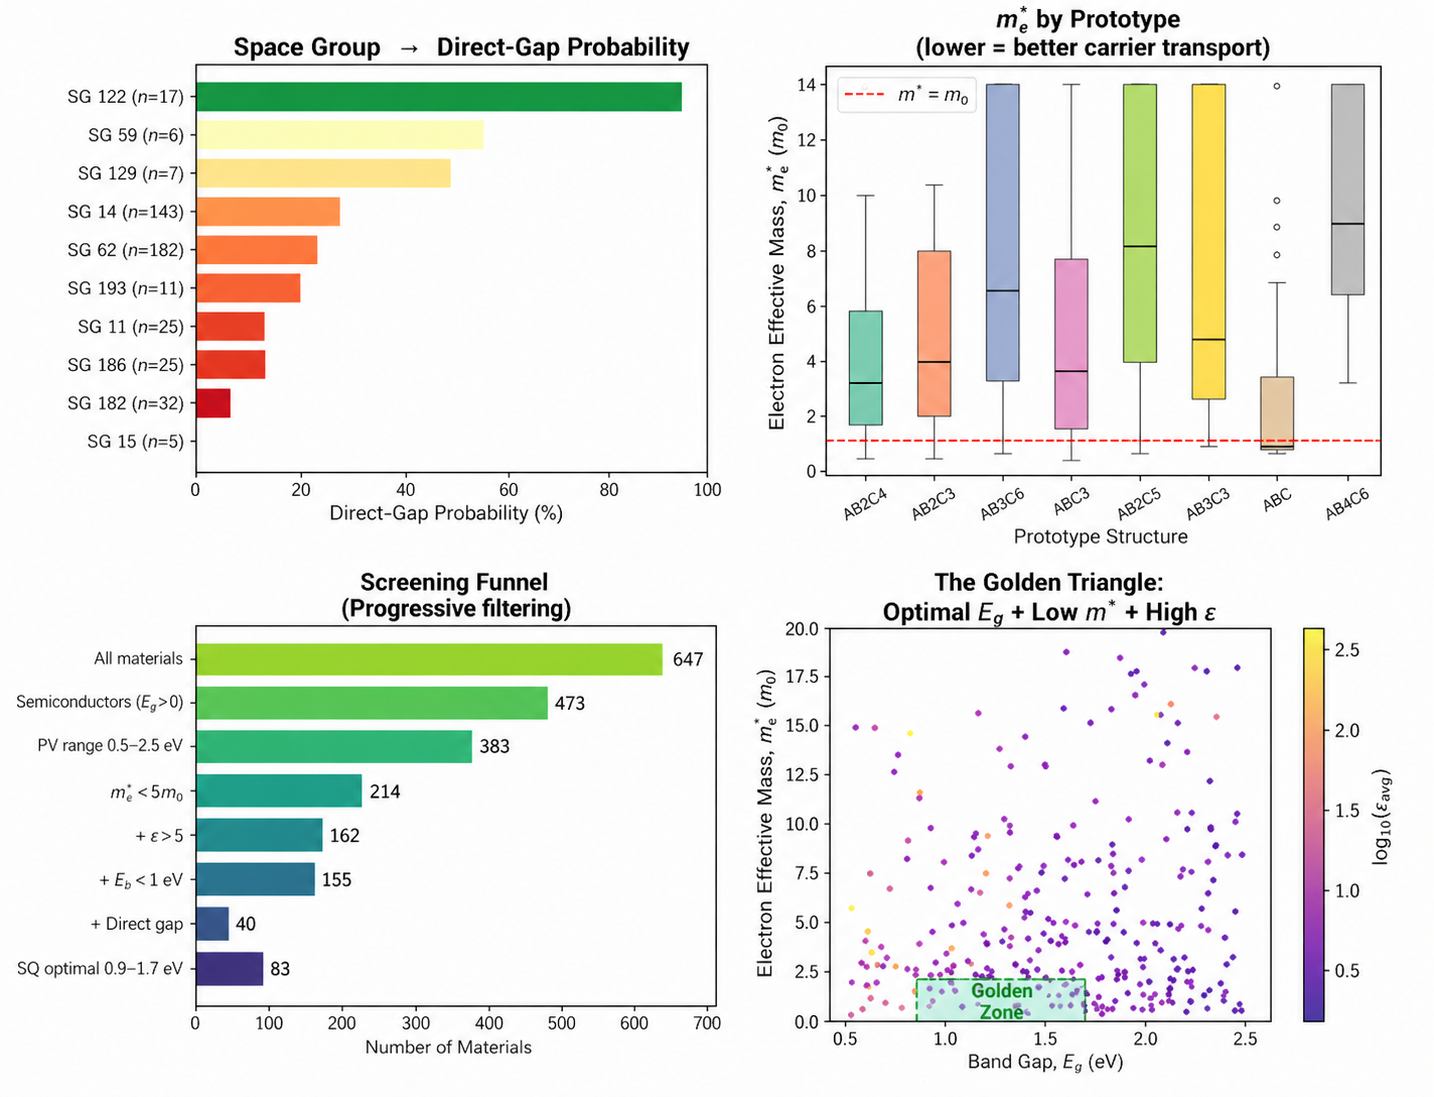 Space Group → Direct-Gap Probability
SG 122 (n=17)
SG 59 (n=6)
SG 129 (n=7)
SG 14 (n=143)
SG 62 (n=182)
SG 193 (n=11)
SG 11 (n=25)
SG 186 (n=25)
SG 182 (n=32)
SG 15 (n=5)
0 20 40 60 80 100
Direct-Gap Probability (%)
m*e by Prototype
(lower = better carrier transport)
Electron Effective Mass, m*e (m0)
14
12
10
8
6
4
2
0
m* = m0
AB2C4 AB2C3 AB3C6 ABC3 AB2C5 AB3C3 ABC AB4C6
Prototype Structure
Screening Funnel
(Progressive filtering)
All materials 647
Semiconductors (Eg>0) 473
PV range 0.5–2.5 eV 383
m*e < 5m0 214
+ ε > 5 162
+ Eb < 1 eV 155
+ Direct gap 40
SQ optimal 0.9–1.7 eV 83
0 100 200 300 400 500 600 700
Number of Materials
The Golden Triangle:
Optimal Eg + Low m* + High ε
Electron Effective Mass, m*e (m0)
20.0
17.5
15.0
12.5
10.0
7.5
5.0
2.5
0.0
Golden
Zone
0.5 1.0 1.5 2.0 2.5
Band Gap, Eg (eV)
2.5
2.0
1.5
1.0
0.5
log10(εavg)